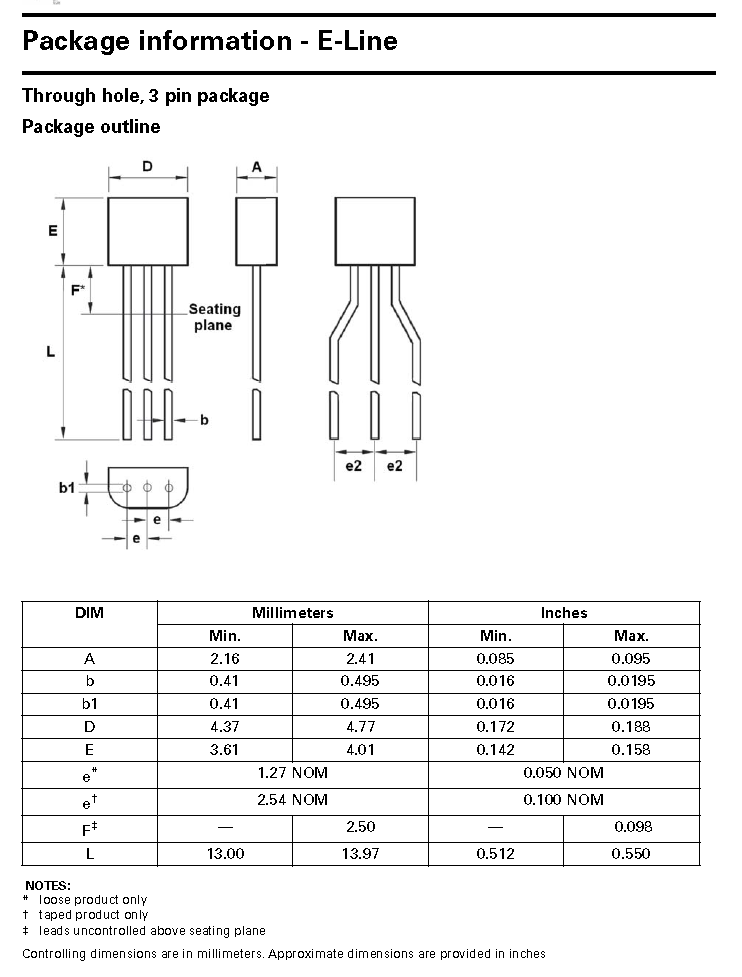 Package information - E-Line
Through hole, 3 pin package
Package outline
D A
E
F*
Seating
plane
L
b
e2 e2
b1
e
e
DIM Millimeters Inches
Min. Max. Min. Max.
A 2.16 2.41 0.085 0.095
b 0.41 0.495 0.016 0.0195
b1 0.41 0.495 0.016 0.0195
D 4.37 4.77 0.172 0.188
E 3.61 4.01 0.142 0.158
e* 1.27 NOM 0.050 NOM
e† 2.54 NOM 0.100 NOM
F‡ — 2.50 — 0.098
L 13.00 13.97 0.512 0.550
NOTES:
* loose product only
† taped product only
‡ leads uncontrolled above seating plane
Controlling dimensions are in millimeters. Approximate dimensions are provided in inches